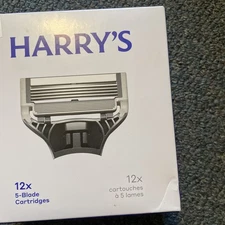 HARRY'S
12x
5-Blade
Cartridges
12x
cartouches
à 5 lames